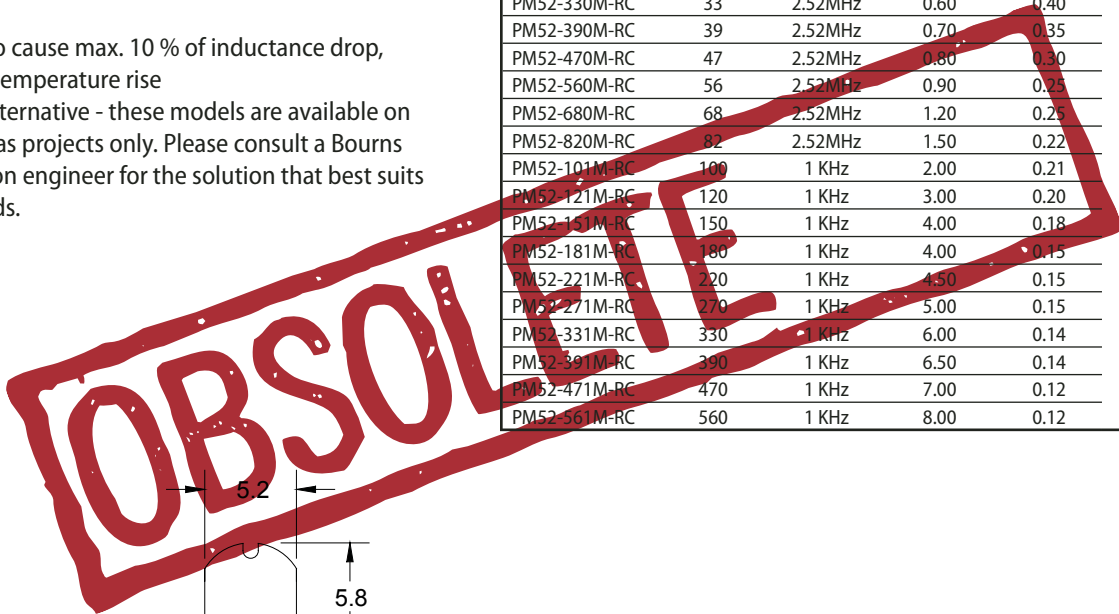 o cause max. 10 % of inductance drop,
emperature rise
ternative - these models are available on
as projects only. Please consult a Bourns
on engineer for the solution that best suits
ds.
PM52-330M-RC 33 2.52MHz 0.60 0.40
PM52-390M-RC 39 2.52MHz 0.70 0.35
PM52-470M-RC 47 2.52MHz 0.80 0.30
PM52-560M-RC 56 2.52MHz 0.90 0.25
PM52-680M-RC 68 2.52MHz 1.20 0.25
PM52-820M-RC 82 2.52MHz 1.50 0.22
PM52-101M-RC 100 1 KHz 2.00 0.21
PM52-121M-RC 120 1 KHz 3.00 0.20
PM52-151M-RC 150 1 KHz 4.00 0.18
PM52-181M-RC 180 1 KHz 4.00 0.15
PM52-221M-RC 220 1 KHz 4.50 0.15
PM52-271M-RC 270 1 KHz 5.00 0.15
PM52-331M-RC 330 1 KHz 6.00 0.14
PM52-391M-RC 390 1 KHz 6.50 0.14
PM52-471M-RC 470 1 KHz 7.00 0.12
PM52-561M-RC 560 1 KHz 8.00 0.12
OBSOLETE
5.2
5.8